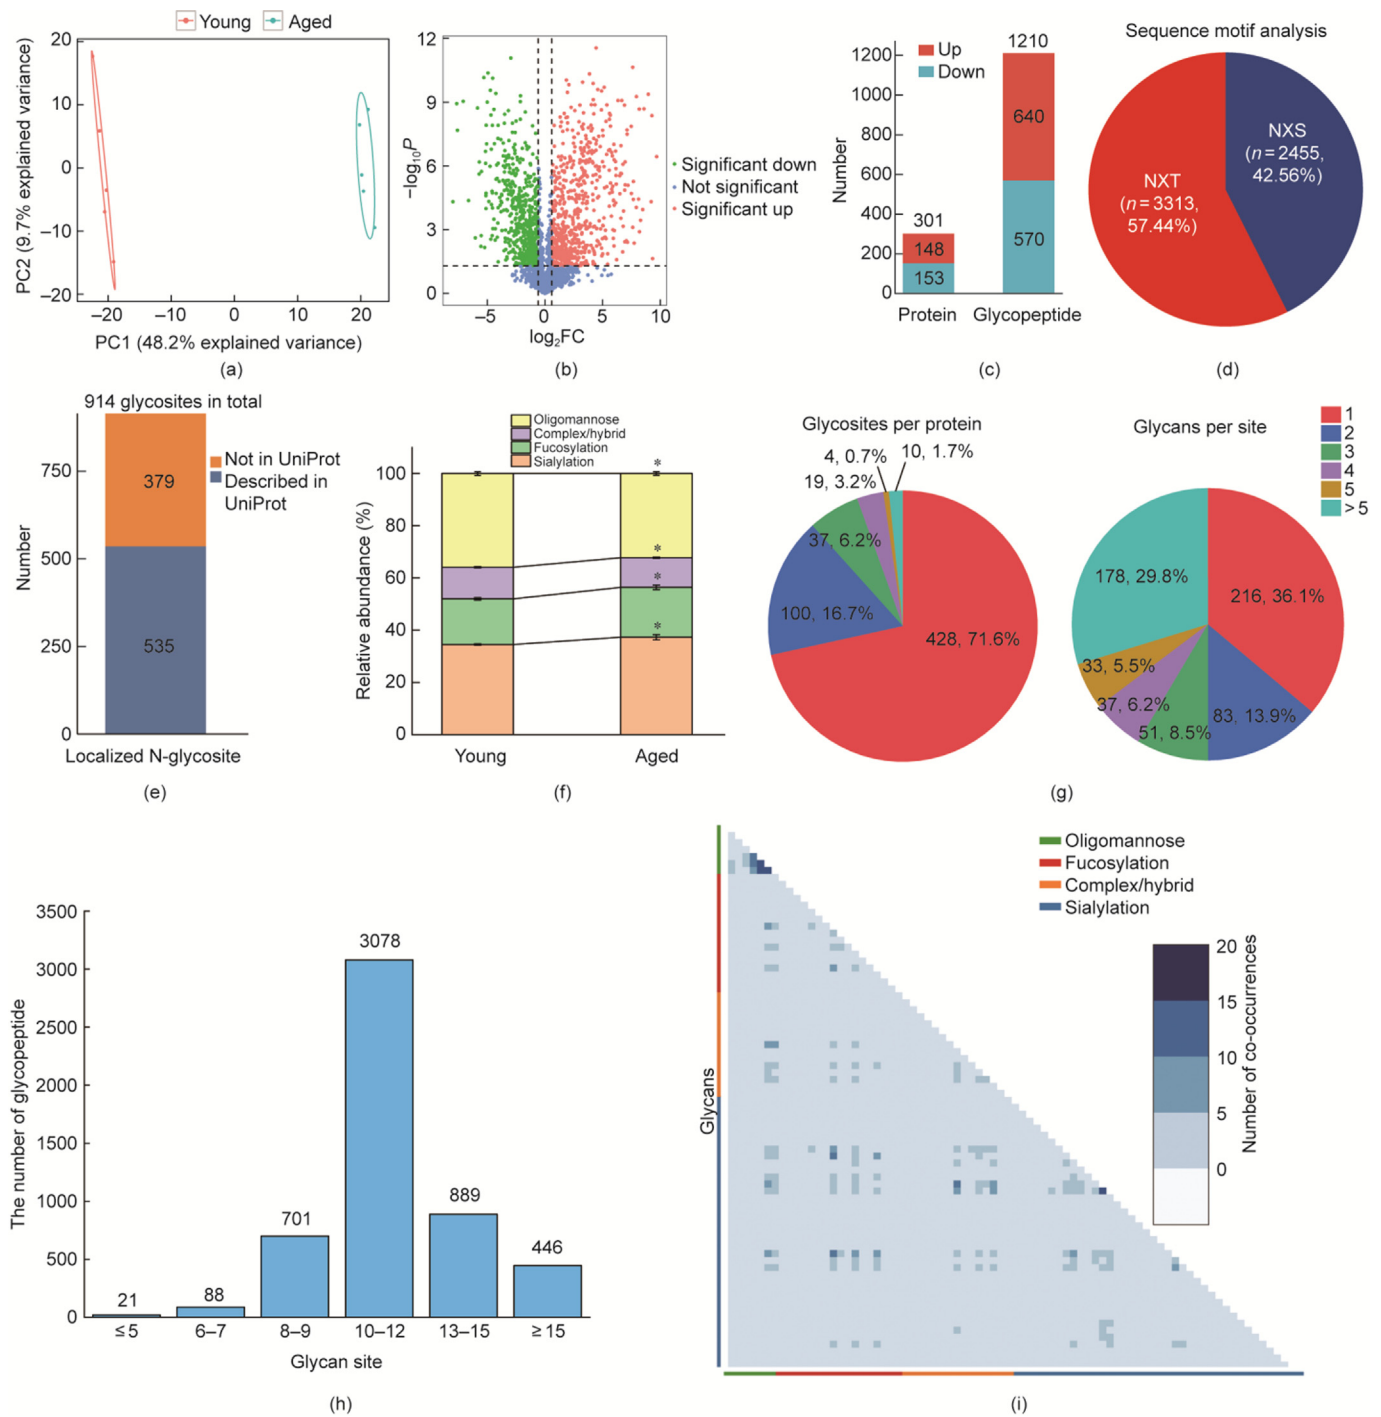 Young
Aged
20
10
0
–10
–20
PC2 (9.7% explained variance)
–20
–10
0
10
20
PC1 (48.2% explained variance)
(a)
12
9
6
3
0
–log₁₀P
–5
0
5
10
log₂FC
Significant down
Not significant
Significant up
(b)
Up
Down
1200
1000
800
600
400
200
0
Number
1210
640
570
301
148
153
Protein
Glycopeptide
(c)
Sequence motif analysis
NXS
(n = 2455,
42.56%)
NXT
(n = 3313,
57.44%)
(d)
914 glycosites in total
750
500
250
0
Number
379
535
Not in UniProt
Described in
UniProt
Localized N-glycosite
(e)
Oligomannose
Complex/hybrid
Fucosylation
Sialylation
100
80
60
40
20
0
Relative abundance (%)
*
*
*
*
Young
Aged
(f)
Glycosites per protein
4, 0.7%
10, 1.7%
19, 3.2%
37, 6.2%
100, 16.7%
428, 71.6%
Glycans per site
178, 29.8%
216, 36.1%
33, 5.5%
37, 6.2%
51, 8.5%
83, 13.9%
1
2
3
4
5
> 5
(g)
3500
3000
2500
2000
1500
1000
500
0
The number of glycopeptide
21
88
701
3078
889
446
≤ 5
6–7
8–9
10–12
13–15
≥ 15
Glycan site
(h)
Oligomannose
Fucosylation
Complex/hybrid
Sialylation
20
15
10
5
0
Number of co-occurrences
Glycans
(i)